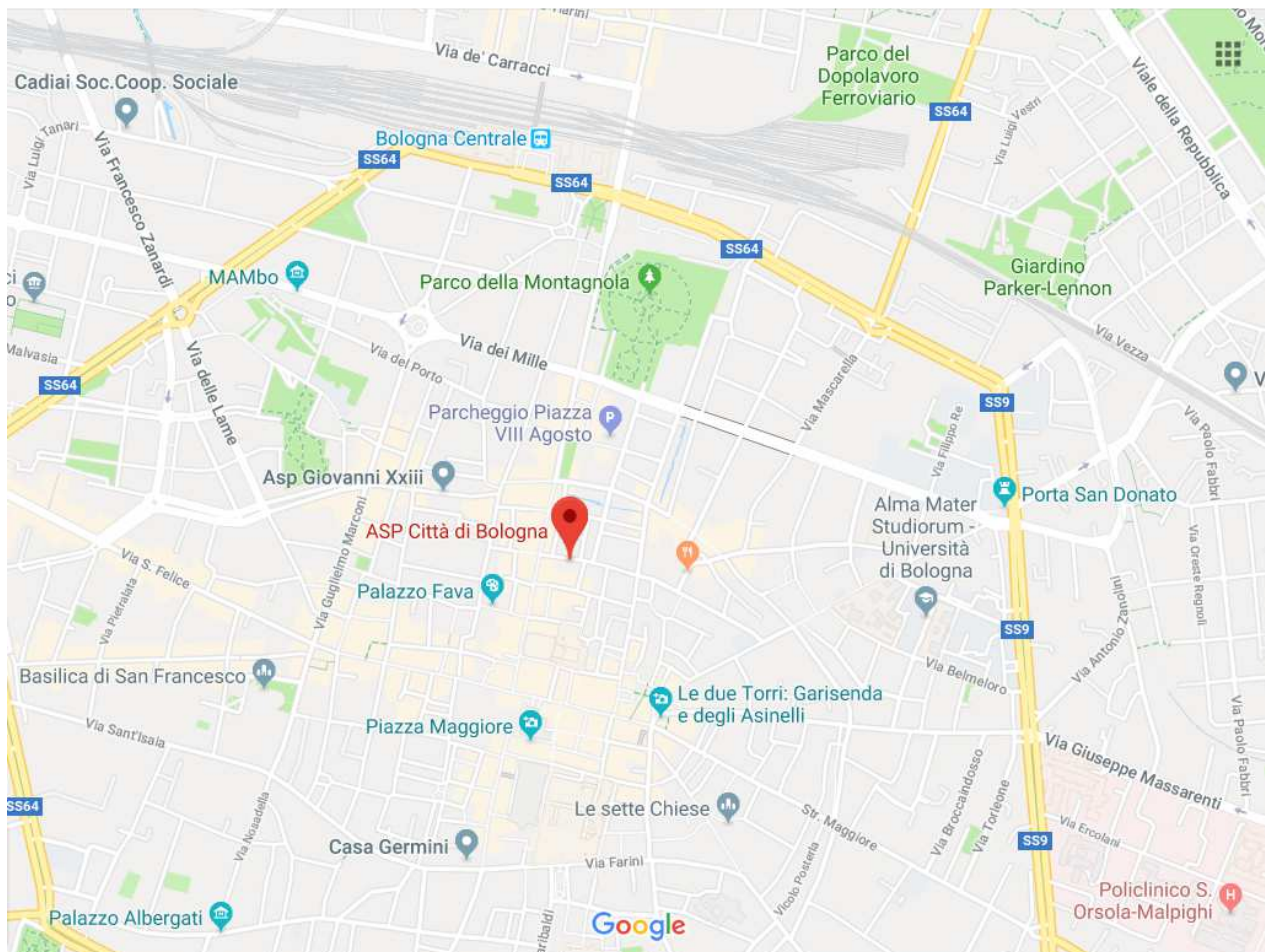 Via de' Carracci
Parco del
Dopolavoro
Ferroviario
Cadiai Soc.Coop. Sociale
SS64
Viale della Repubblica
Via Luigi Vestri
Via Luigi Tanari
Bologna Centrale
SS64
SS64
Via Francesco Zanardi
SS64
Giardino
Parker-Lennon
MAMbo
Parco della Montagnola
Via Vezza
Malvasia
Via del Porto
Via dei Mille
Via delle Lame
SS64
Via Mascarella
SS9
V
Parcheggio Piazza
VIII Agosto
Via Filippo Re
Via Paolo Fabbri
Asp Giovanni Xxiii
Porta San Donato
Alma Mater
Studiorum -
Università
di Bologna
ASP Città di Bologna
Via Guglielmo Marconi
Via S. Felice
Via Oreste Regnoli
Palazzo Fava
Via Pietralata
SS9
Via Antonio Zanolini
Via Belmeloro
Basilica di San Francesco
Le due Torri: Garisenda
e degli Asinelli
Piazza Maggiore
Via Sant'Isaia
Via Paolo Fabbri
Via Giuseppe Massarenti
SS64
Le sette Chiese
Str. Maggiore
Via Broccaindosso
Via Torleone
Via Nosadella
Casa Germini
Via Farini
SS9
Via Ercolani
Vicolo Posterla
Policlinico S.
Orsola-Malpighi
Palazzo Albergati
Google